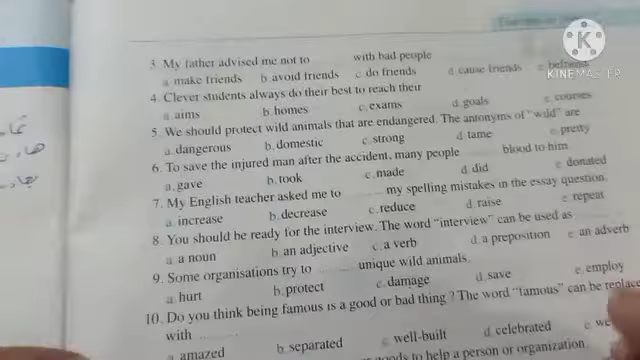 KINEMASTER
3. My father advised me not to ........ with bad people
a. make friends b. avoid friends c. do friends d. cause friends e. befriend
4. Clever students always do their best to reach their
a. aims b. homes c. exams d. goals e. courses
5. We should protect wild animals that are endangered. The antonyms of "wild" are
a. dangerous b. domestic c. strong d. tame e. pretty
6. To save the injured man after the accident, many people ........ blood to him.
a. gave b. took c. made d. did e. donated
7. My English teacher asked me to ........ my spelling mistakes in the essay question.
a. increase b. decrease c. reduce d. raise e. repeat
8. You should be ready for the interview. The word "interview" can be used as ........
a. a noun b. an adjective c. a verb d. a preposition e. an adverb
9. Some organisations try to ........ unique wild animals.
a. hurt b. protect c. damage d. save e. employ
10. Do you think being famous is a good or bad thing ? The word "famous" can be replace
with ........
a. amazed b. separated c. well-built d. celebrated e.
goods to help a person or organization.